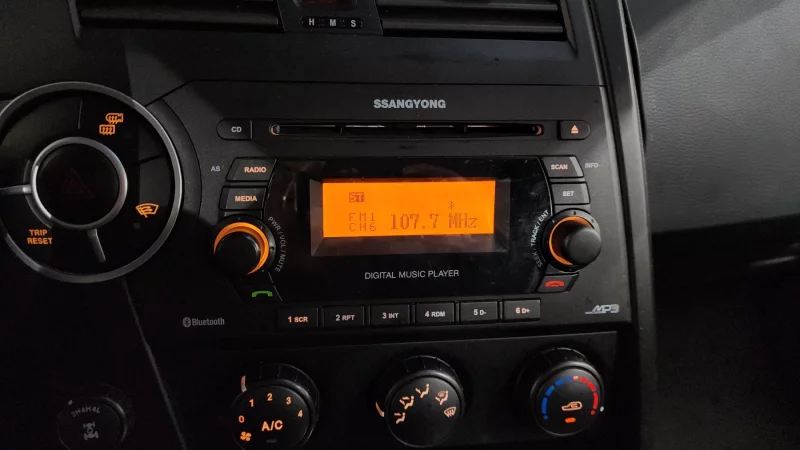 H M S
SSANGYONG
CD
AS
RADIO
SCAN
INFO
MEDIA
SET
ST
FM1
CH6
107.7 MHz
PWR / VOL / MUTE
SEEK / TRACK / ENT
TRIP
RESET
DIGITAL MUSIC PLAYER
Bluetooth
1 SCR
2 RPT
3 INT
4 RDM
5 D-
6 D+
MP3
0 1 2 3 4
A/C